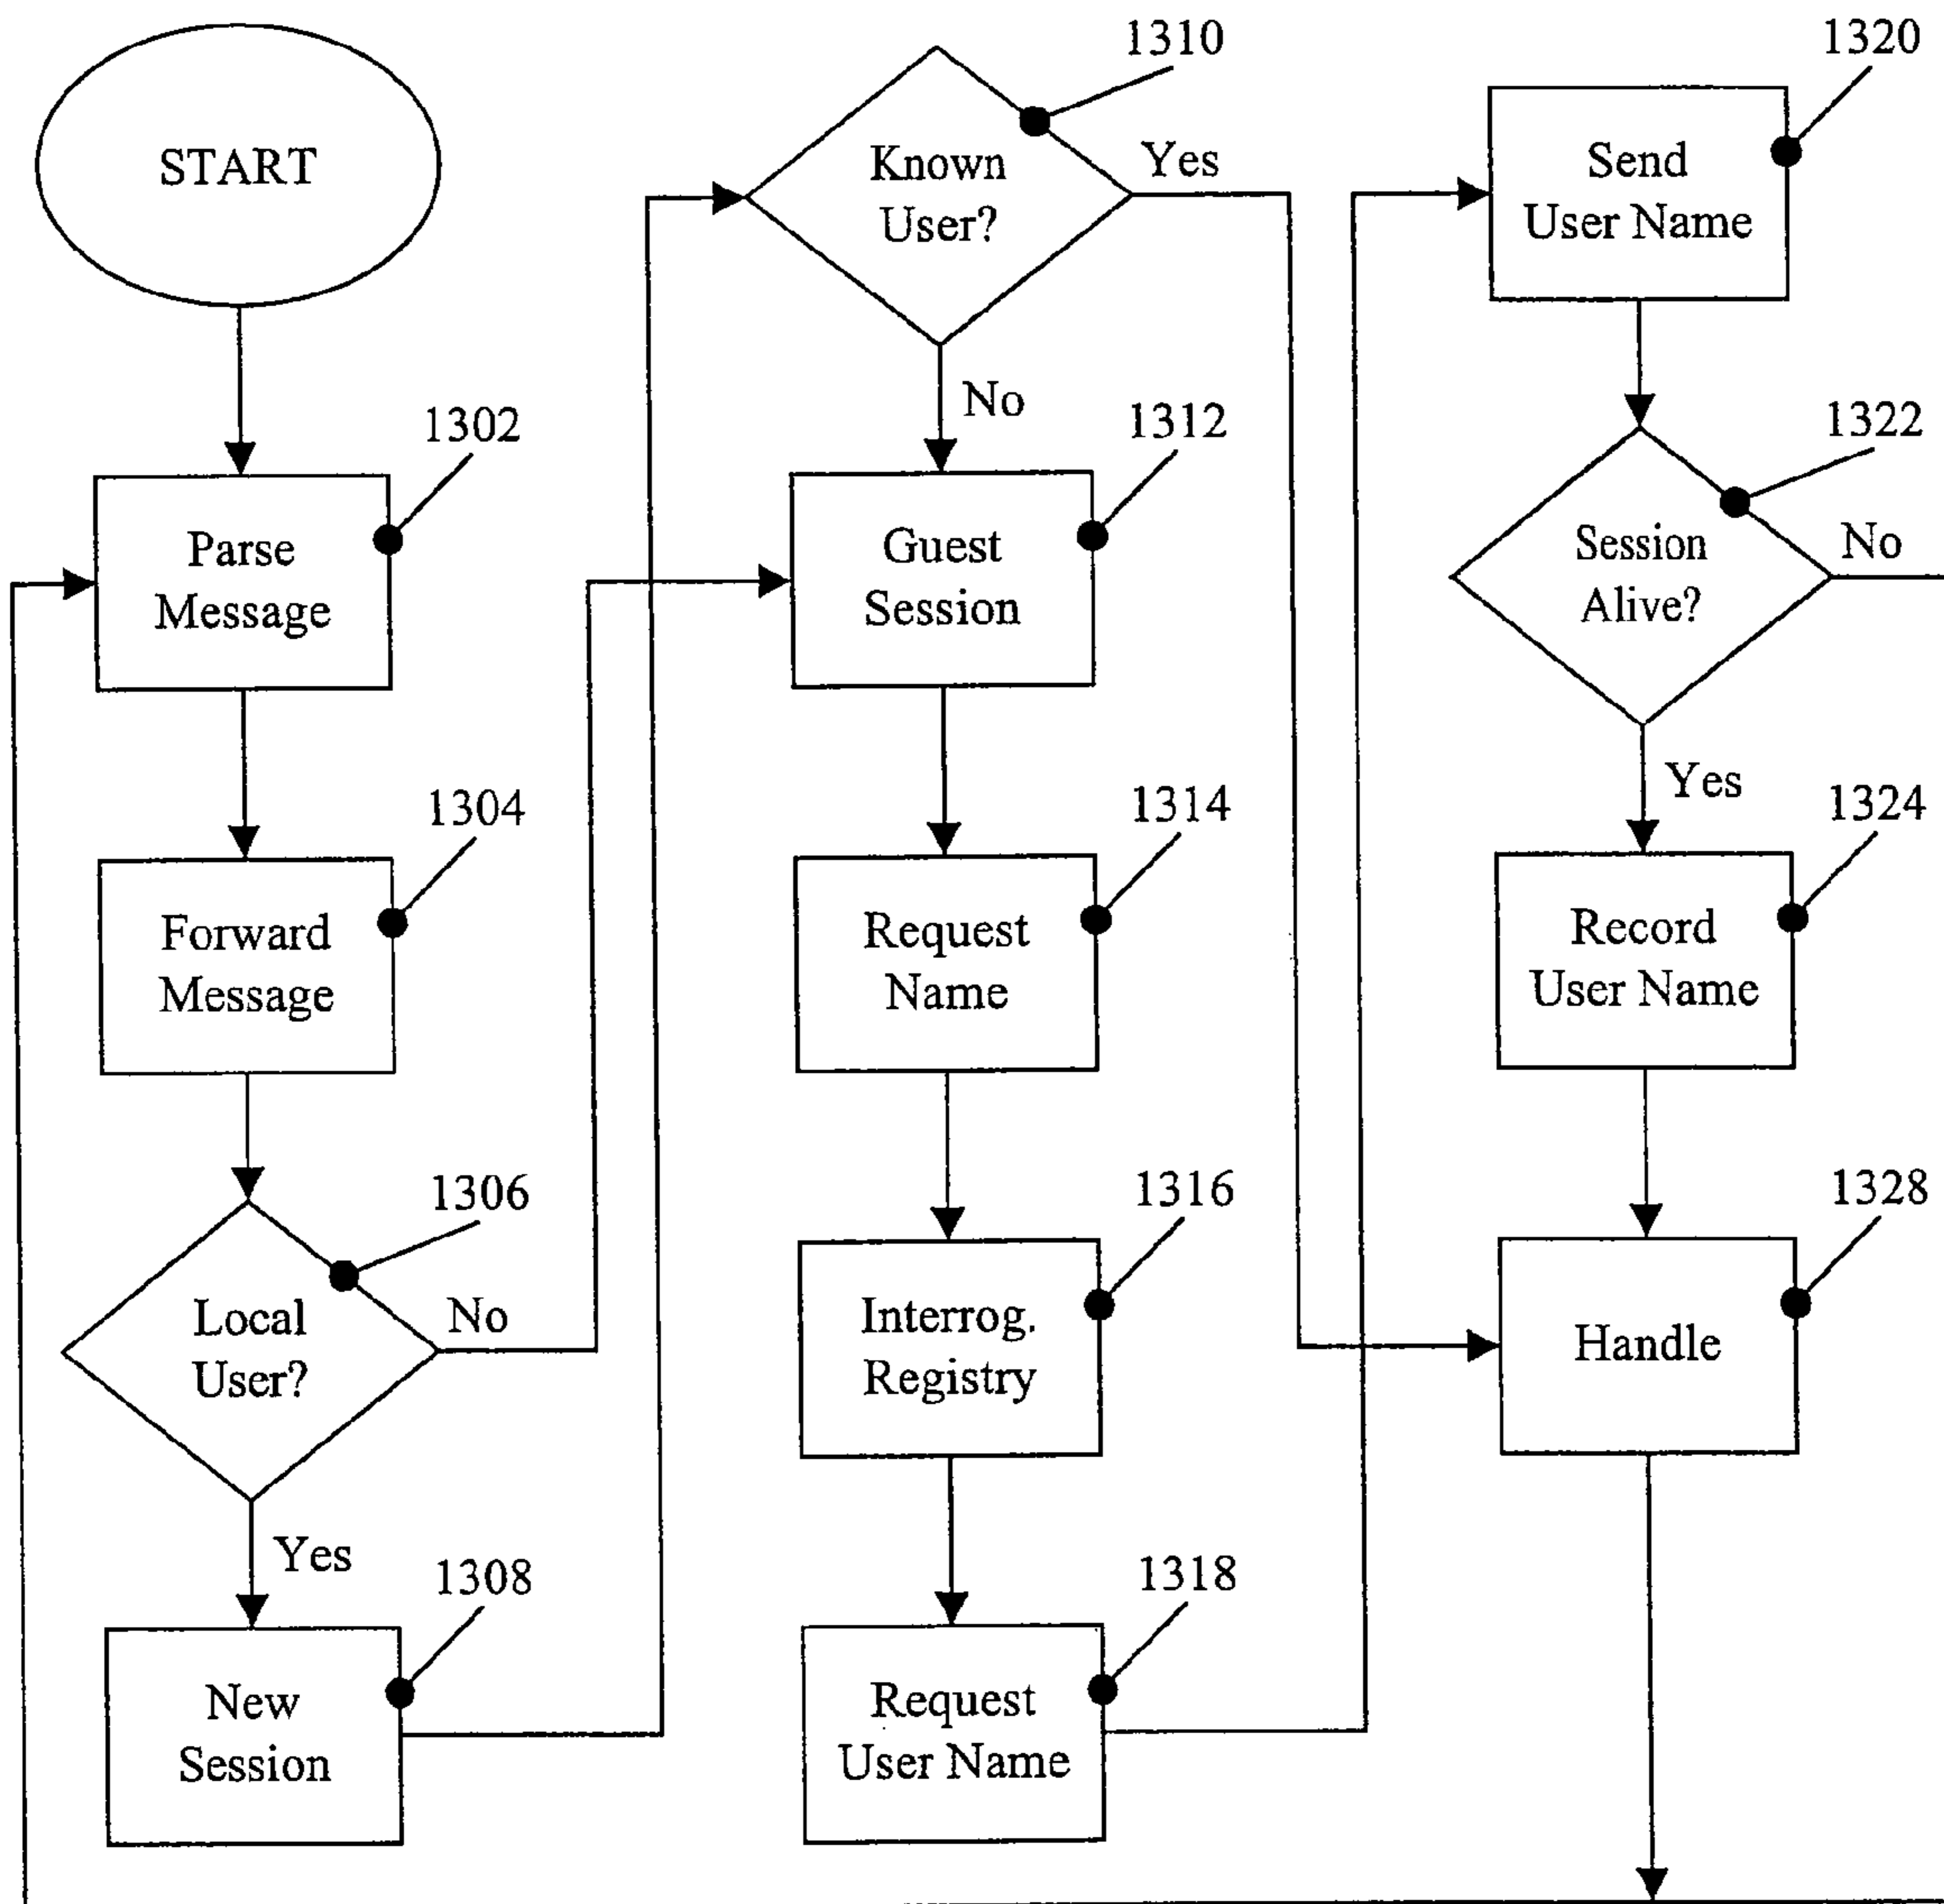 START
1302
Parse
Message
1304
Forward
Message
1306
Local
User?
No
Yes
1308
New
Session
1310
Known
User?
Yes
No
1312
Guest
Session
1314
Request
Name
1316
Interrog.
Registry
1318
Request
User Name
1320
Send
User Name
1322
Session
Alive?
No
Yes
1324
Record
User Name
1328
Handle